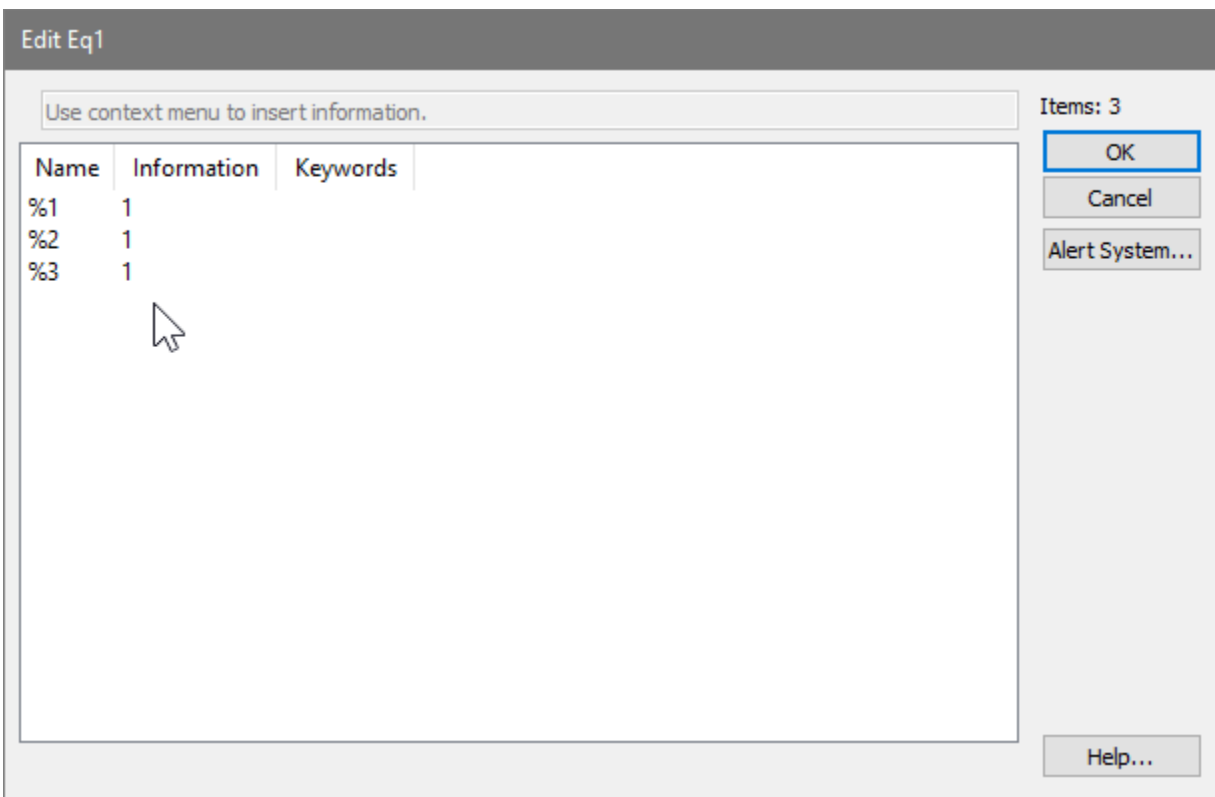 Edit Eq1
Use context menu to insert information.
Items: 3
Name Information Keywords
%1 1
%2 1
%3 1
OK
Cancel
Alert System...
Help...